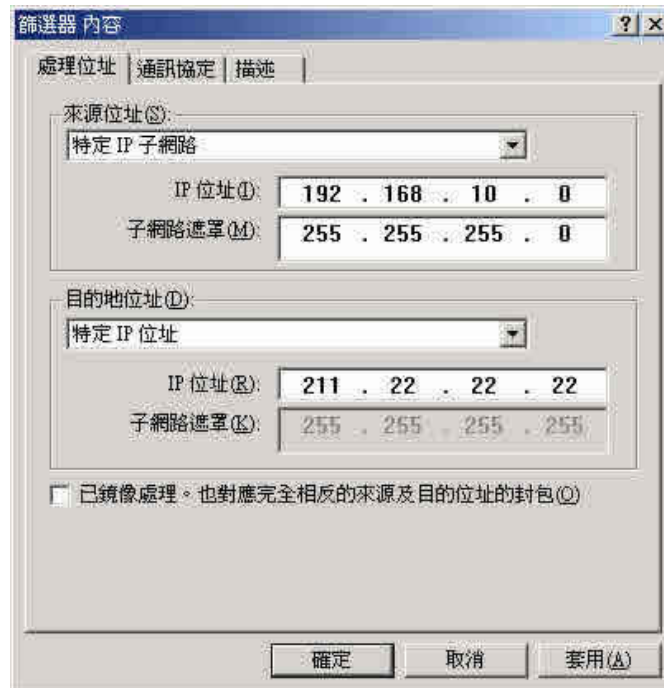 篩選器 內容
處理位址 通訊協定 描述
來源位址(S):
特定 IP 子網路
IP 位址(I): 192 . 168 . 10 . 0
子網路遮罩(M): 255 . 255 . 255 . 0
目的地位址(D):
特定 IP 位址
IP 位址(R): 211 . 22 . 22 . 22
子網路遮罩(K): 255 . 255 . 255 . 255
已鏡像處理。也對應完全相反的來源及目的位址的封包(O)
確定 取消 套用(A)